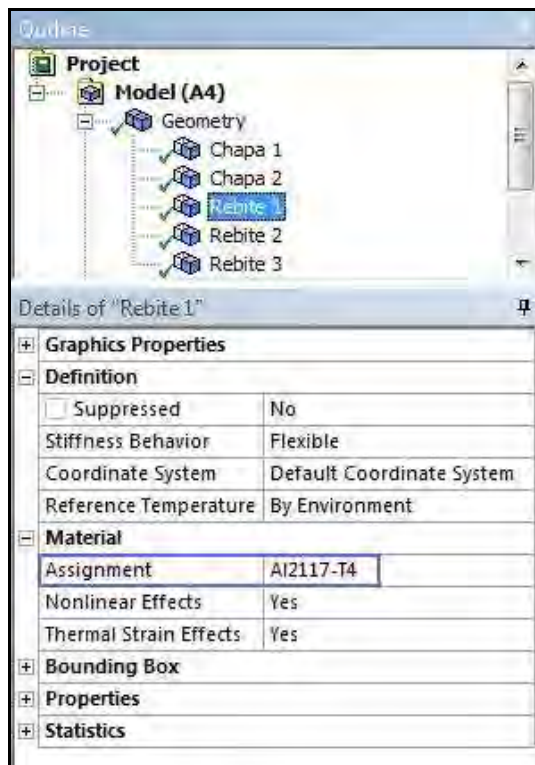 Outline
Project
Model (A4)
Geometry
Chapa 1
Chapa 2
Rebite 1
Rebite 2
Rebite 3
Details of "Rebite 1"
Graphics Properties
Definition
Suppressed No
Stiffness Behavior Flexible
Coordinate System Default Coordinate System
Reference Temperature By Environment
Material
Assignment Al2117-T4
Nonlinear Effects Yes
Thermal Strain Effects Yes
Bounding Box
Properties
Statistics